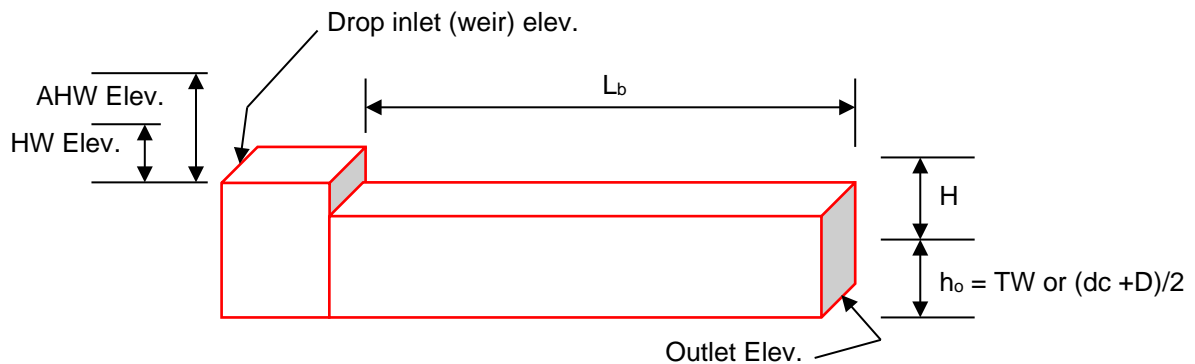 Drop inlet (weir) elev.
AHW Elev.
HW Elev.
Lb
H
ho = TW or (dc +D)/2
Outlet Elev.